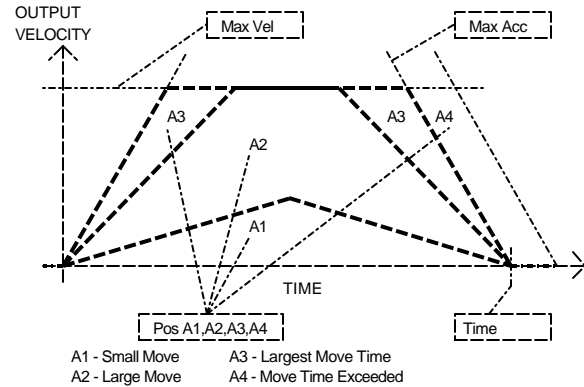 OUTPUT
VELOCITY
Max Vel
Max Acc
A3
A3
A4
A2
A1
TIME
Pos A1,A2,A3,A4
Time
A1 - Small Move
A3 - Largest Move Time
A2 - Large Move
A4 - Move Time Exceeded